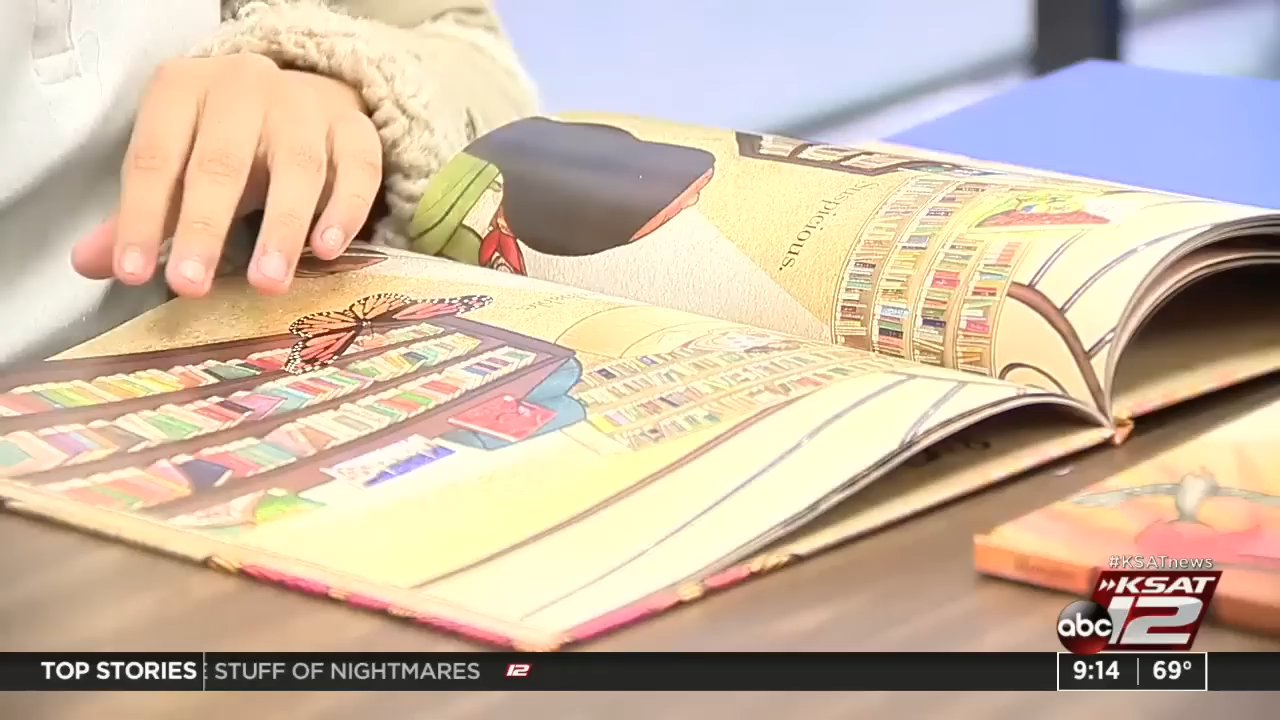 Suspicious.
#KSATnews
KSAT
abc 12
TOP STORIES : STUFF OF NIGHTMARES 12
9:14 69°